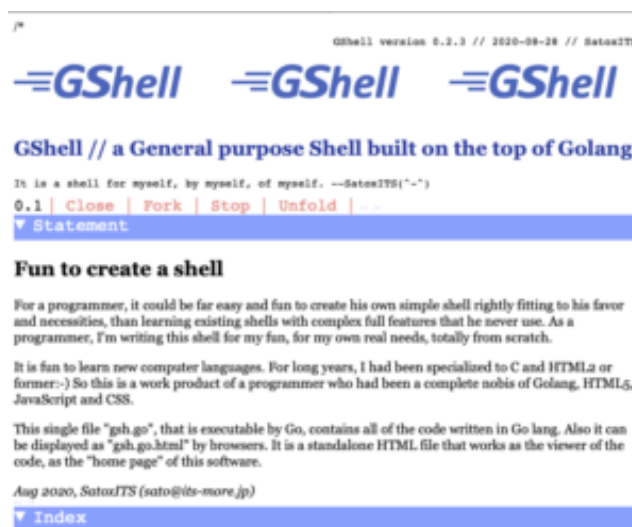 /*
GShell version 0.2.3 // 2020-08-28 // SatoxITS
GShell GShell GShell
GShell // a General purpose Shell built on the top of Golang
It is a shell for myself, by myself, of myself. --SatoxITS(^-^)
0.1 | Close | Fork | Stop | Unfold |
▼ Statement
Fun to create a shell
For a programmer, it could be far easy and fun to create his own simple shell rightly fitting to his favor
and necessities, than learning existing shells with complex full features that he never use. As a
programmer, I'm writing this shell for my fun, for my own real needs, totally from scratch.
It is fun to learn new computer languages. For long years, I had been specialized to C and HTML2 or
former:-) So this is a work product of a programmer who had been a complete nobis of Golang, HTML5,
JavaScript and CSS.
This single file "gsh.go", that is executable by Go, contains all of the code written in Go lang. Also it can
be displayed as "gsh.go.html" by browsers. It is a standalone HTML file that works as the viewer of the
code, as the "home page" of this software.
Aug 2020, SatoxITS (sato@its-more.jp)
▼ Index